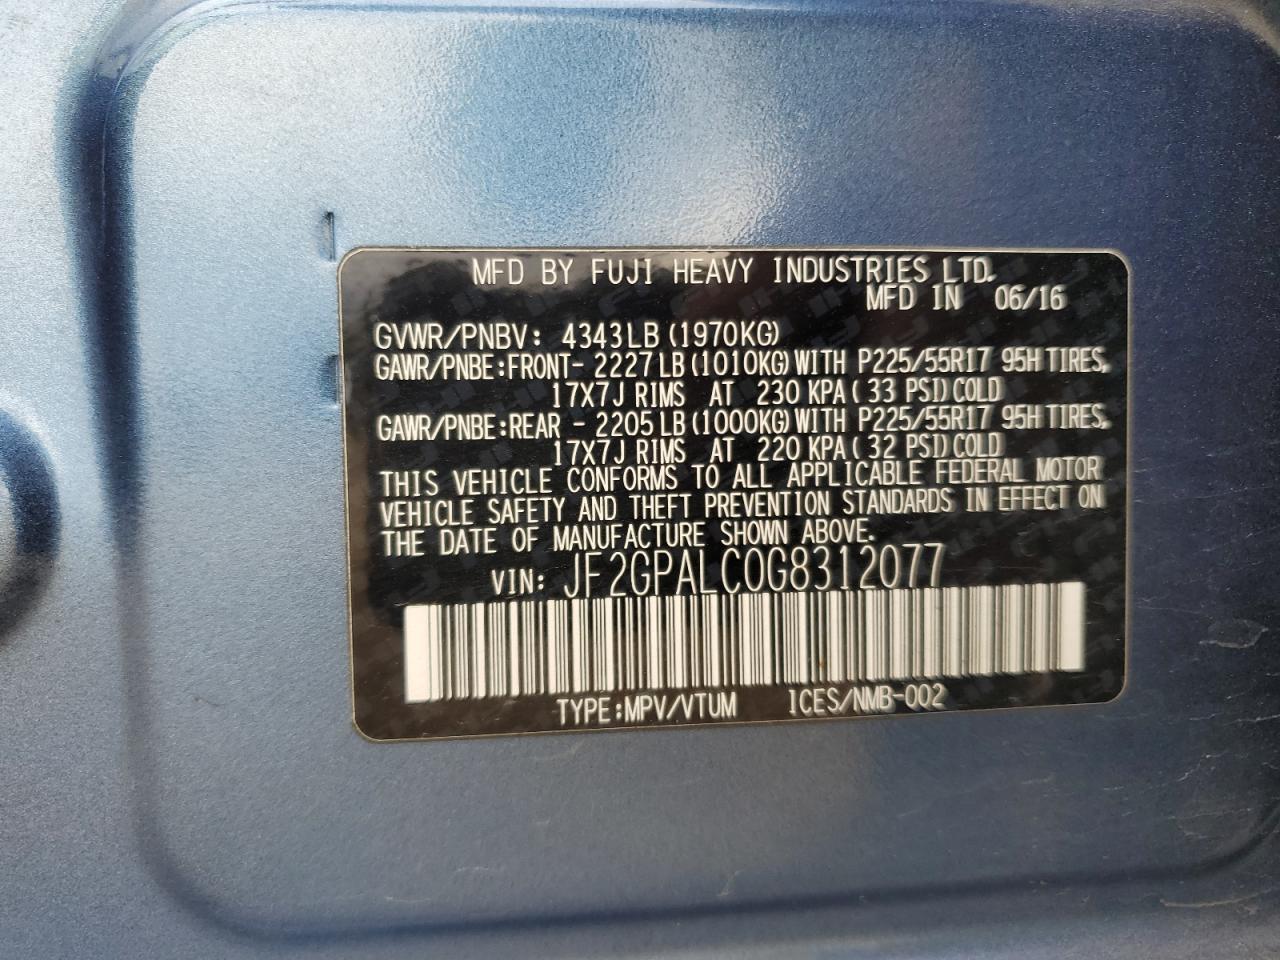 MFD BY FUJI HEAVY INDUSTRIES LTD.
MFD IN 06/16
GVWR/PNBV: 4343LB (1970KG)
GAWR/PNBE:FRONT- 2227LB (1010KG) WITH P225/55R17 95H TIRES,
17X7J RIMS AT 230 KPA ( 33 PSI) COLD
GAWR/PNBE:REAR - 2205LB (1000KG) WITH P225/55R17 95H TIRES,
17X7J RIMS AT 220 KPA ( 32 PSI) COLD
THIS VEHICLE CONFORMS TO ALL APPLICABLE FEDERAL MOTOR
VEHICLE SAFETY AND THEFT PREVENTION STANDARDS IN EFFECT ON
THE DATE OF MANUFACTURE SHOWN ABOVE.
VIN: JF2GPALC0G8312077
TYPE:MPV/VTUM ICES/NMB-002